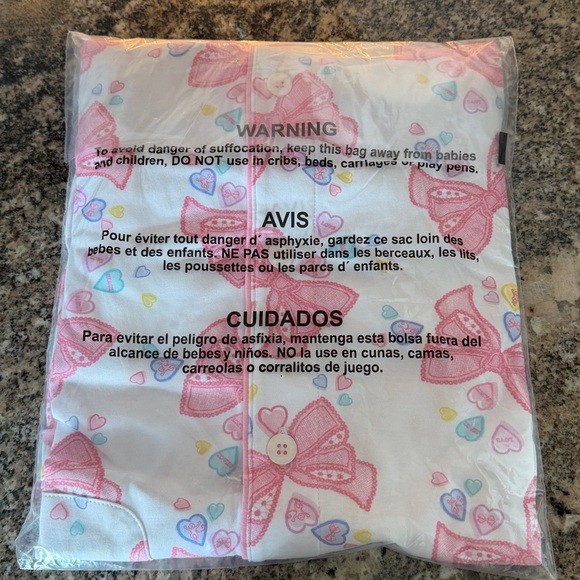 WARNING
To avoid danger of suffocation, keep this bag away from babies
and children, DO NOT use in cribs, beds, carriages or play pens.
AVIS
Pour éviter tout danger d´ asphyxie, gardez ce sac loin des
bebes et des enfants. NE PAS utiliser dans les berceaux, les lits,
les poussettes ou les parcs d´ enfants.
CUIDADOS
Para evitar el peligro de asfixia, mantenga esta bolsa fuera del
alcance de bebes y niños. NO la use en cunas, camas,
carreolas o corralitos de juego.